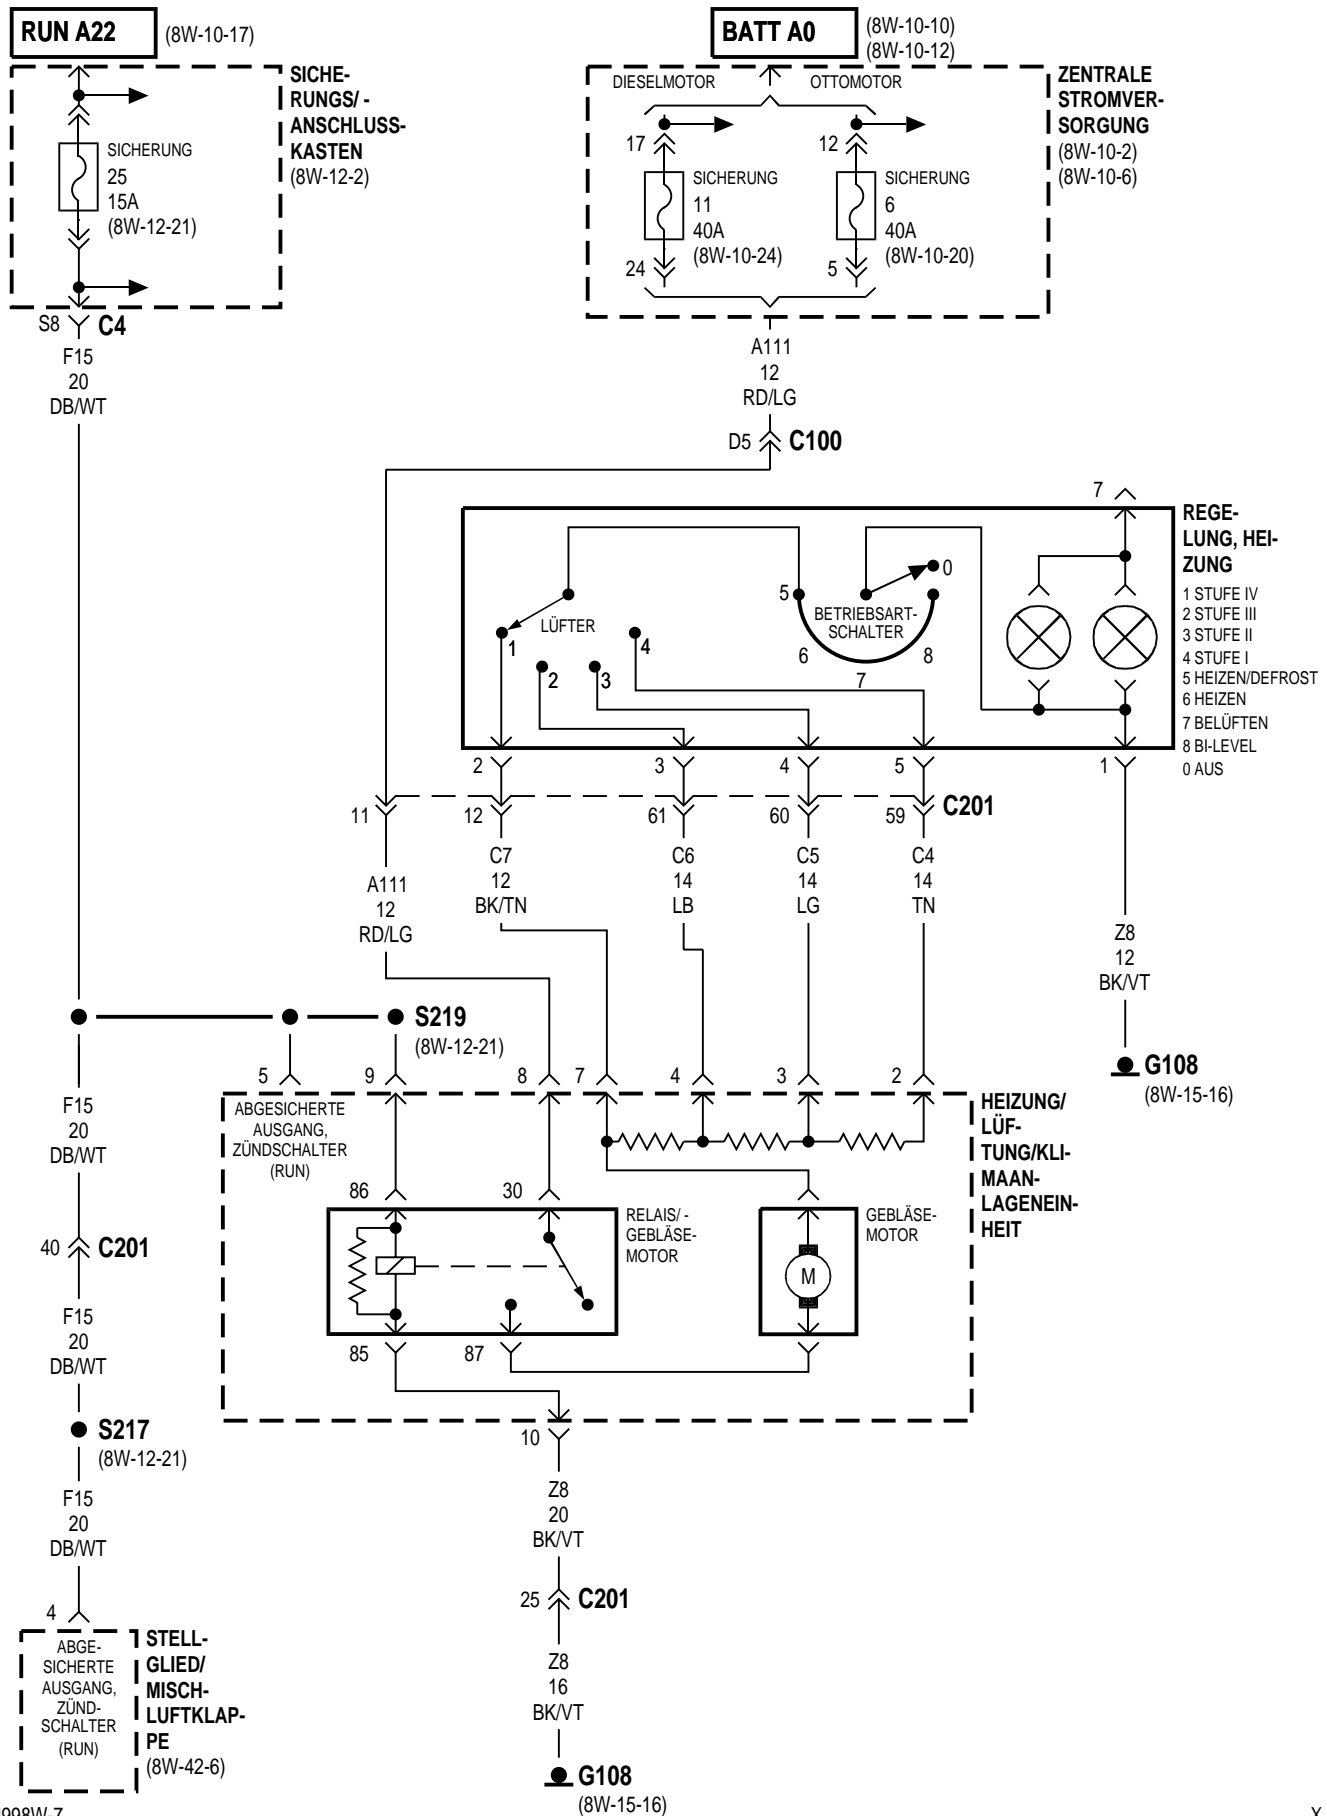 RUN A22
(8W-10-17)
BATT A0
(8W-10-10)
(8W-10-12)
SICHE-
RUNGS/ -
ANSCHLUSS-
KASTEN
(8W-12-2)
SICHERUNG
25
15A
(8W-12-21)
DIESELMOTOR
OTTOMOTOR
ZENTRALE
STROMVER-
SORGUNG
(8W-10-2)
(8W-10-6)
17
12
SICHERUNG
11
40A
(8W-10-24)
SICHERUNG
6
40A
(8W-10-20)
24
5
S8
C4
F15
20
DB/WT
A111
12
RD/LG
D5
C100
7
REGE-
LUNG, HEI-
ZUNG
1 STUFE IV
2 STUFE III
3 STUFE II
4 STUFE I
5 HEIZEN/DEFROST
6 HEIZEN
7 BELÜFTEN
8 BI-LEVEL
0 AUS
0
5
BETRIEBSART-
SCHALTER
LÜFTER
1
4
6
8
2
3
7
2
3
4
5
1
11
12
61
60
59
C201
C7
12
BK/TN
C6
14
LB
C5
14
LG
C4
14
TN
A111
12
RD/LG
Z8
12
BK/VT
S219
(8W-12-21)
G108
(8W-15-16)
5
9
8
7
4
3
2
F15
20
DB/WT
ABGESICHERTE
AUSGANG,
ZÜNDSCHALTER
(RUN)
HEIZUNG/
LÜF-
TUNG/KLI-
MAAN-
LAGENEIN-
HEIT
86
30
RELAIS/ -
GEBLÄSE-
MOTOR
GEBLÄSE-
MOTOR
M
40
C201
F15
20
DB/WT
85
87
S217
(8W-12-21)
10
F15
20
DB/WT
Z8
20
BK/VT
25
C201
4
ABGE-
SICHERTE
AUSGANG,
ZÜND-
SCHALTER
(RUN)
STELL-
GLIED/
MISCH-
LUFTKLAP-
PE
(8W-42-6)
Z8
16
BK/VT
G108
(8W-15-16)